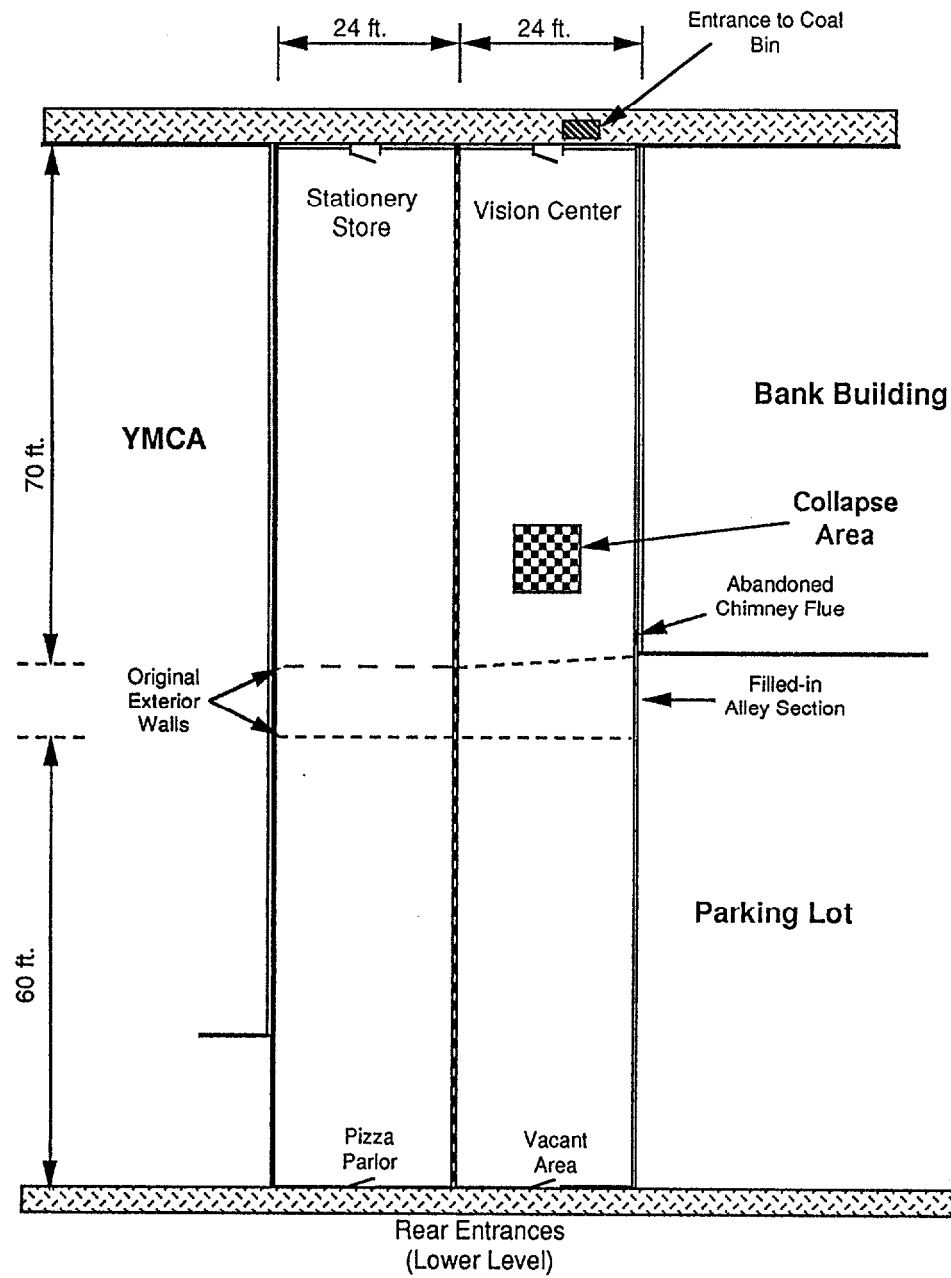 24 ft.
24 ft.
Entrance to Coal
Bin
Stationery
Store
Vision Center
Bank Building
YMCA
70 ft.
Collapse
Area
Abandoned
Chimney Flue
Original
Exterior
Walls
Filled-in
Alley Section
Parking Lot
60 ft.
Pizza
Parlor
Vacant
Area
Rear Entrances
(Lower Level)